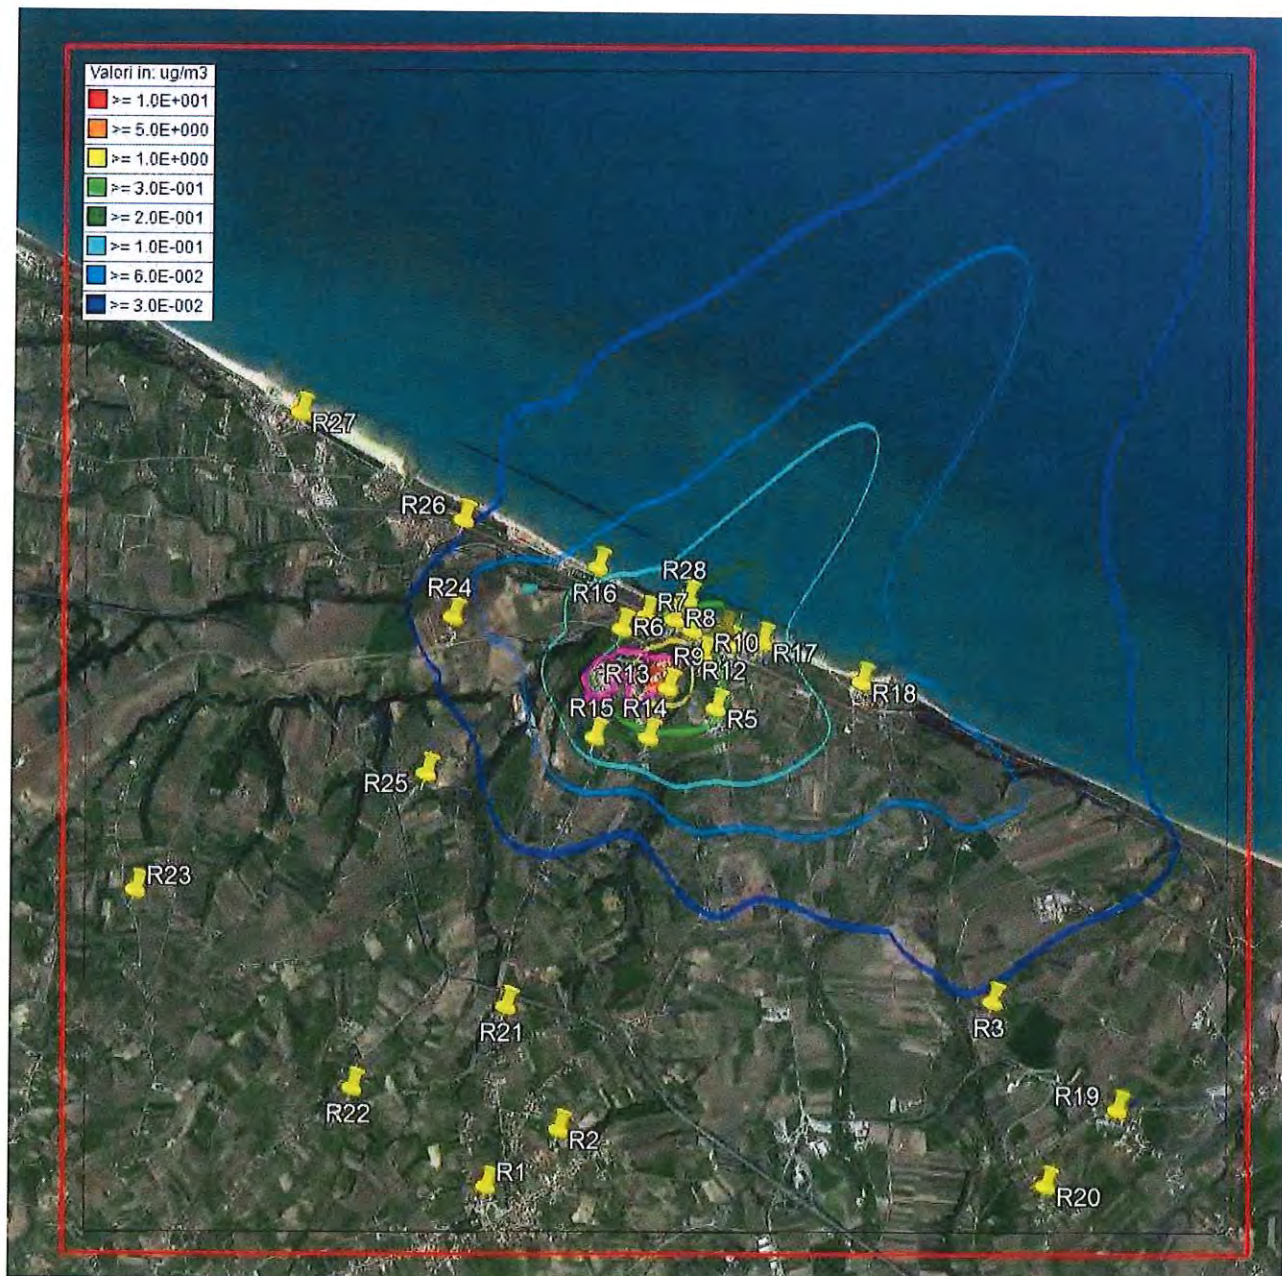 Valori in: ug/m3
>= 1.0E+001
>= 5.0E+000
>= 1.0E+000
>= 3.0E-001
>= 2.0E-001
>= 1.0E-001
>= 6.0E-002
>= 3.0E-002
R27
R26
R24
R16
R28
R7
R6
R8
R10
R17
R9
R13
R12
R18
R15
R14
R5
R25
R23
R21
R3
R22
R19
R2
R1
R20